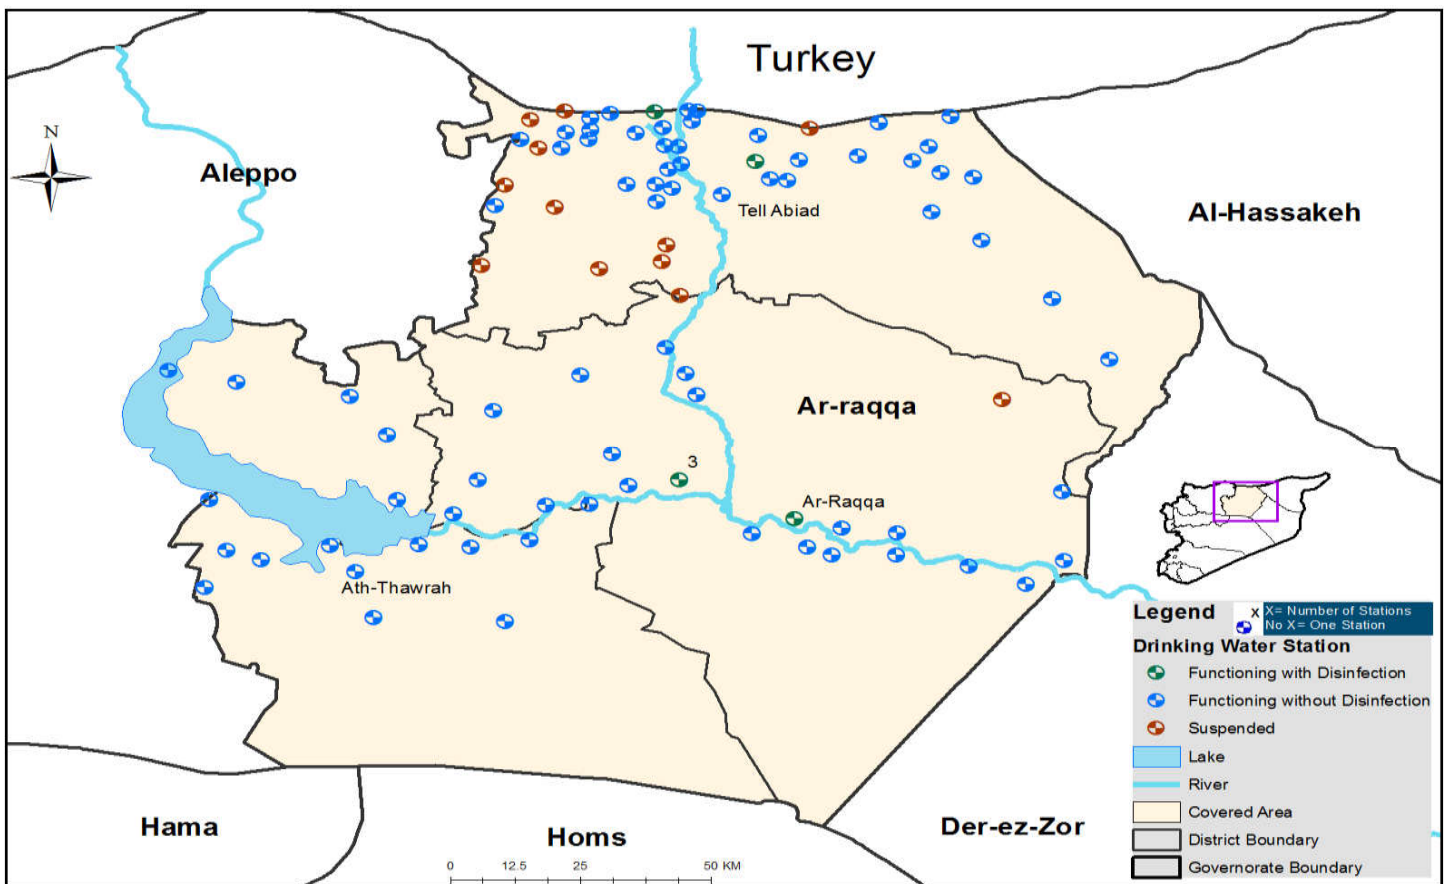 Turkey
N
Aleppo
Al-Hassakeh
Tell Abiad
Ar-raqqa
3
Ar-Raqqa
Ath-Thawrah
Hama
Homs
Der-ez-Zor
0 12.5 25 50 KM
Legend
X
X= Number of Stations
No X= One Station
Drinking Water Station
Functioning with Disinfection
Functioning without Disinfection
Suspended
Lake
River
Covered Area
District Boundary
Governorate Boundary